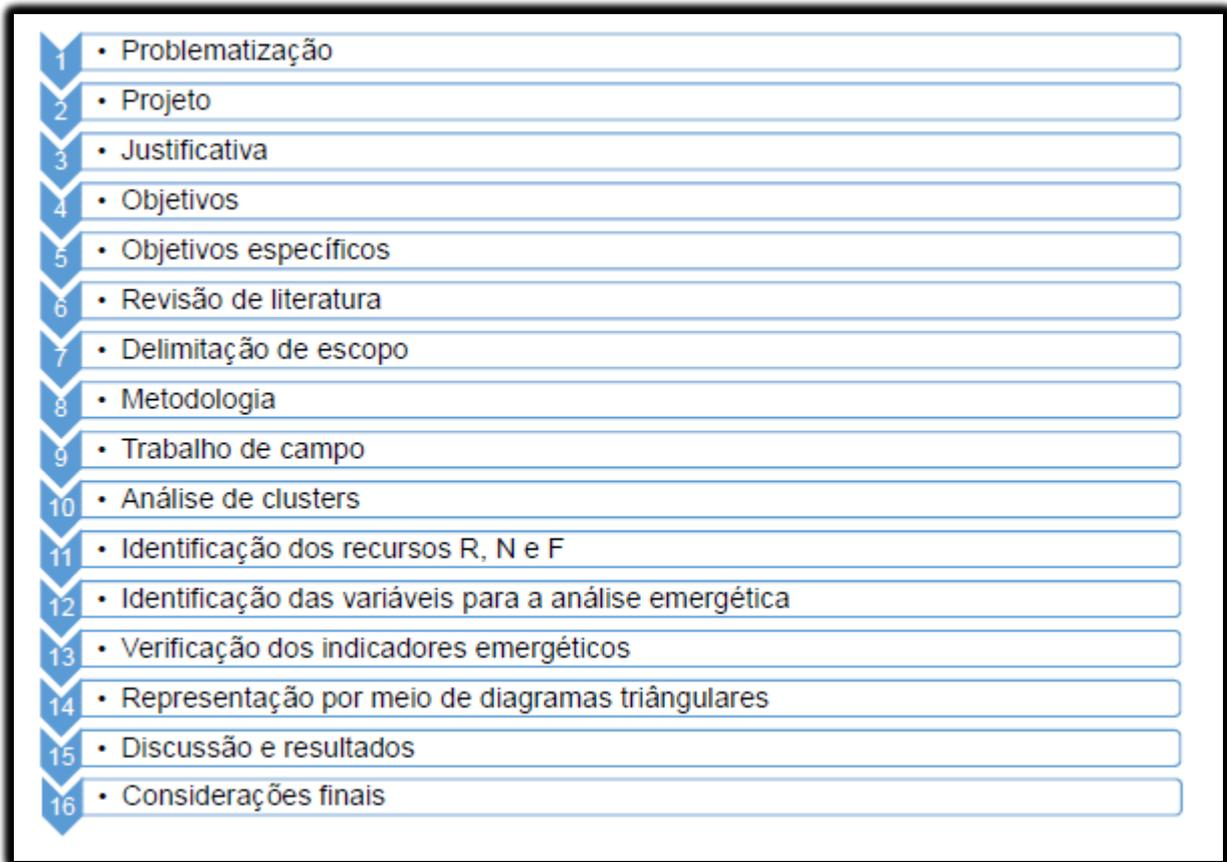 1 • Problematização
2 • Projeto
3 • Justificativa
4 • Objetivos
5 • Objetivos específicos
6 • Revisão de literatura
7 • Delimitação de escopo
8 • Metodologia
9 • Trabalho de campo
10 • Análise de clusters
11 • Identificação dos recursos R, N e F
12 • Identificação das variáveis para a análise emergética
13 • Verificação dos indicadores emergéticos
14 • Representação por meio de diagramas triângulares
15 • Discussão e resultados
16 • Considerações finais